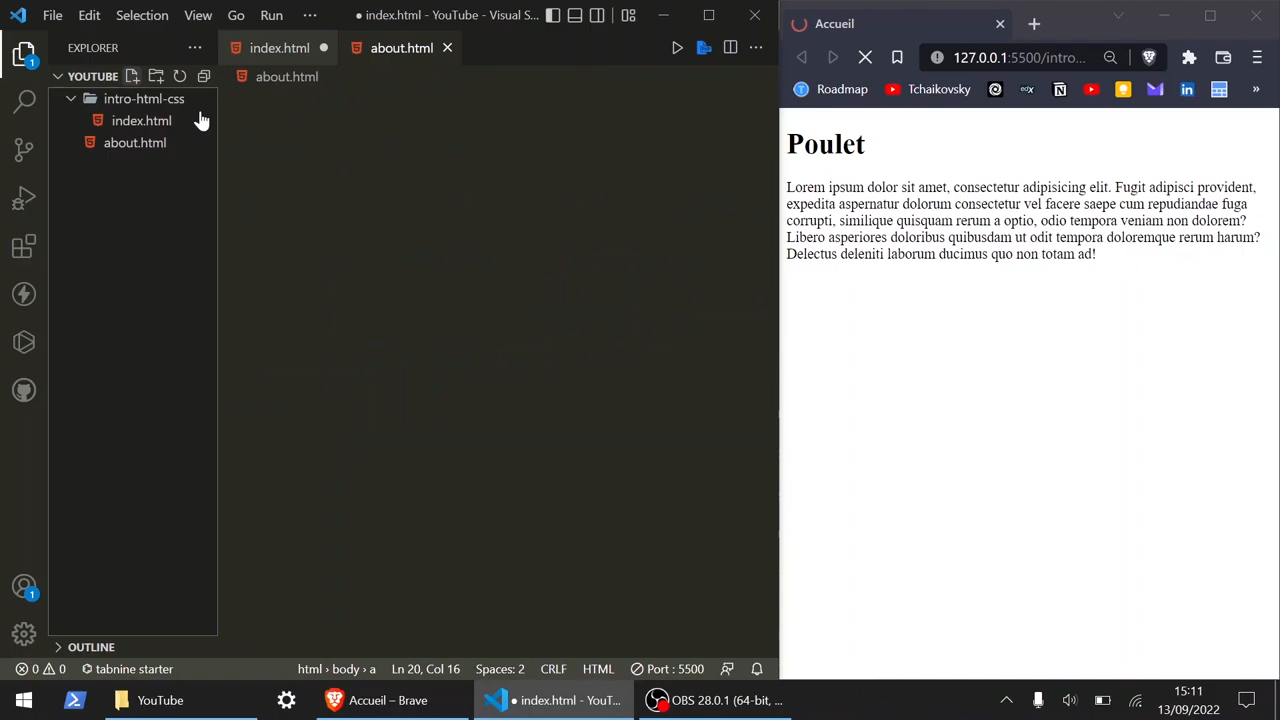 File Edit Selection View Go Run ··· ● index.html - YouTube - Visual S...
Accueil
EXPLORER ···
index.html ●
about.html
127.0.0.1:5500/intro...
YOUTUBE
about.html
Roadmap
Tchaikovsky
edx
»
intro-html-css
index.html
about.html
Poulet
Lorem ipsum dolor sit amet, consectetur adipisicing elit. Fugit adipisci provident,
expedita aspernatur dolorum consectetur vel facere saepe cum repudiandae fuga
corrupti, similique quisquam rerum a optio, odio tempora veniam non dolorem?
Libero asperiores doloribus quibusdam ut odit tempora doloremque rerum harum?
Delectus deleniti laborum ducimus quo non totam ad!
1
1
OUTLINE
0 0 tabnine starter html › body › a Ln 20, Col 16 Spaces: 2 CRLF HTML Port : 5500
YouTube
Accueil – Brave
● index.html - YouT...
OBS 28.0.1 (64-bit, ...
15:11
13/09/2022